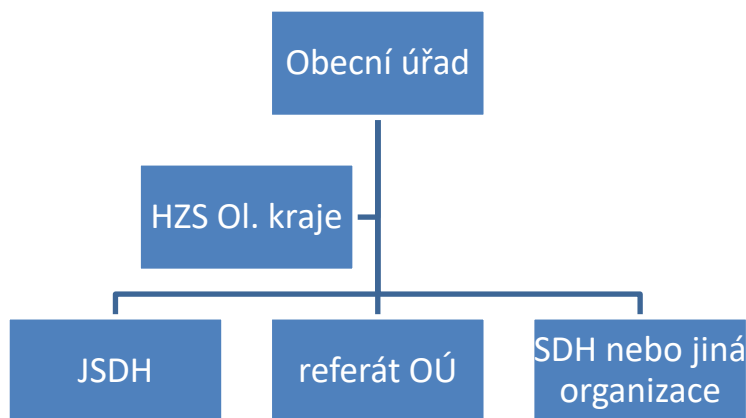 Obecní úřad
HZS Ol. kraje
JSDH
referát OÚ
SDH nebo jiná
organizace